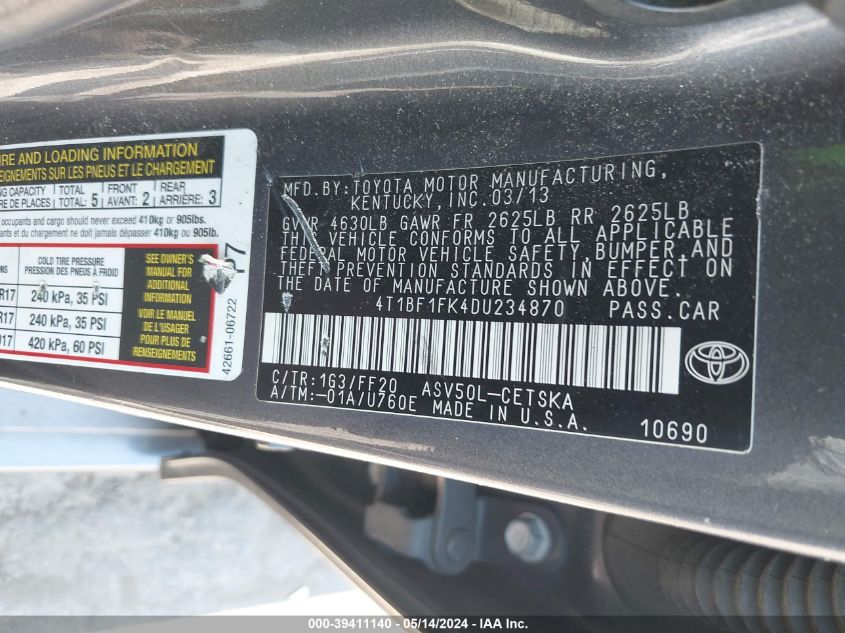 IRE AND LOADING INFORMATION
SEIGNEMENTS SUR LES PNEUS ET LE CHARGEMENT
NG CAPACITY TOTAL 5 FRONT 2 REAR 3
RE DE PLACES TOTAL: AVANT: ARRIÈRE:
occupants and cargo should never exceed 410kg or 905lbs.
occupants et du chargement ne doit jamais dépasser 410kg ou 905lb.
COLD TIRE PRESSURE
PRESSION DES PNEUS À FROID
R17 240 kPa, 35 PSI
R17 240 kPa, 35 PSI
D17 420 kPa, 60 PSI
SEE OWNER'S
MANUAL FOR
ADDITIONAL
INFORMATION
VOIR LE MANUEL
DE L'USAGER
POUR PLUS DE
RENSEIGNEMENTS
42661-06722
Y7
MFD. BY: TOYOTA MOTOR MANUFACTURING,
KENTUCKY, INC. 03/13
GVWR 4630LB GAWR FR 2625LB RR 2625LB
THIS VEHICLE CONFORMS TO ALL APPLICABLE
FEDERAL MOTOR VEHICLE SAFETY, BUMPER, AND
THEFT PREVENTION STANDARDS IN EFFECT ON
THE DATE OF MANUFACTURE SHOWN ABOVE.
4T1BF1FK4DU234870 PASS. CAR
C/TR: 1G3/FF20 ASV50L-CETSKA
A/TM: -01A/U760E MADE IN U.S.A.
10690
000-39411140 - 05/14/2024 - IAA Inc.